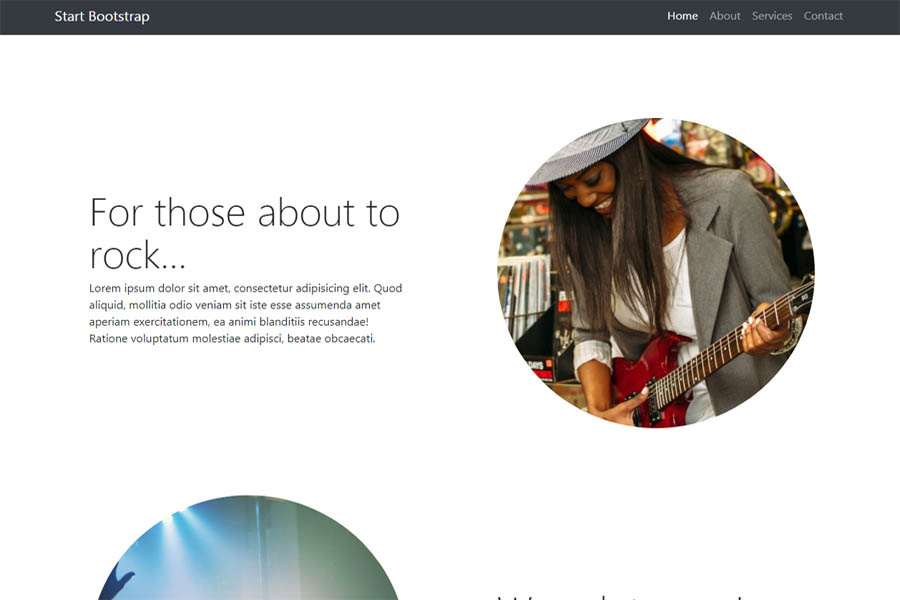 Start Bootstrap
Home About Services Contact
For those about to
rock...
Lorem ipsum dolor sit amet, consectetur adipisicing elit. Quod
aliquid, mollitia odio veniam sit iste esse assumenda amet
aperiam exercitationem, ea animi blanditiis recusandae!
Ratione voluptatum molestiae adipisci, beatae obcaecati.